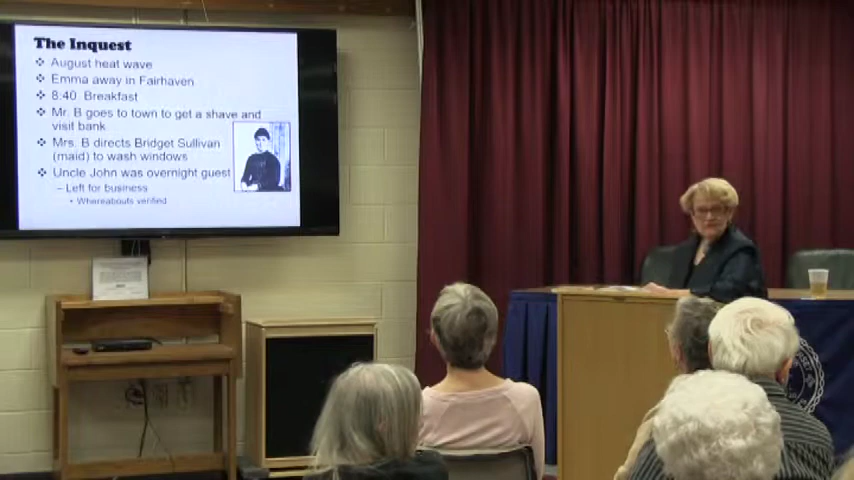 The Inquest
❖ August heat wave
❖ Emma away in Fairhaven
❖ 8:40 Breakfast
❖ Mr. B goes to town to get a shave and
visit bank
❖ Mrs. B directs Bridget Sullivan
(maid) to wash windows
❖ Uncle John was overnight guest
– Left for business
• Whereabouts verified